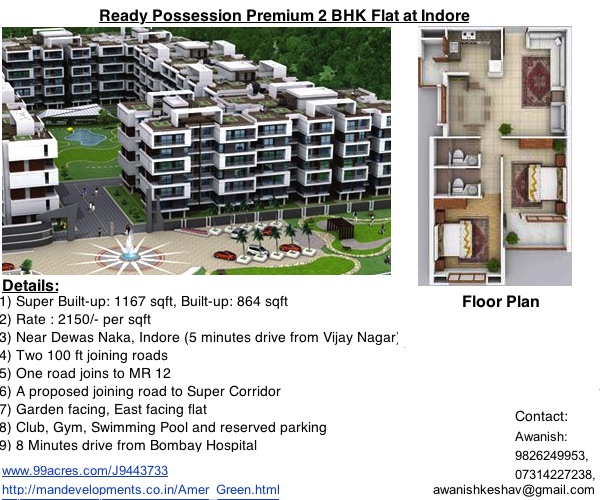 Ready Possession Premium 2 BHK Flat at Indore
Details:
1) Super Built-up: 1167 sqft, Built-up: 864 sqft
2) Rate : 2150/- per sqft
3) Near Dewas Naka, Indore (5 minutes drive from Vijay Nagar)
4) Two 100 ft joining roads
5) One road joins to MR 12
6) A proposed joining road to Super Corridor
7) Garden facing, East facing flat
8) Club, Gym, Swimming Pool and reserved parking
9) 8 Minutes drive from Bombay Hospital
www.99acres.com/J9443733
http://mandevelopments.co.in/Amer_Green.html
Floor Plan
Contact:
Awanish:
9826249953,
07314227238,
awanishkeshav@gmail.com